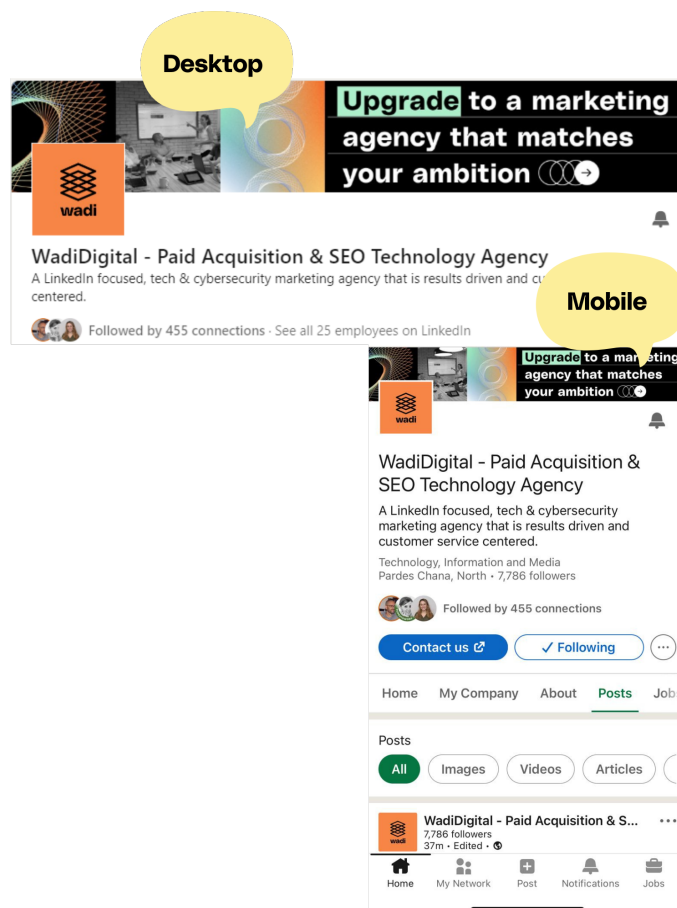 Desktop
Upgrade to a marketing
agency that matches
your ambition
wadi
WadiDigital - Paid Acquisition & SEO Technology Agency
A LinkedIn focused, tech & cybersecurity marketing agency that is results driven and
centered.
Followed by 455 connections · See all 25 employees on LinkedIn
Mobile
Upgrade to a marketing
agency that matches
your ambition
wadi
WadiDigital - Paid Acquisition &
SEO Technology Agency
A LinkedIn focused, tech & cybersecurity
marketing agency that is results driven and
customer service centered.
Technology, Information and Media
Pardes Chana, North • 7,786 followers
Followed by 455 connections
Contact us
Following
Home My Company About Posts Job
Posts
All Images Videos Articles
wadi
WadiDigital - Paid Acquisition & S...
7,786 followers
37m • Edited •
Home My Network Post Notifications Jobs